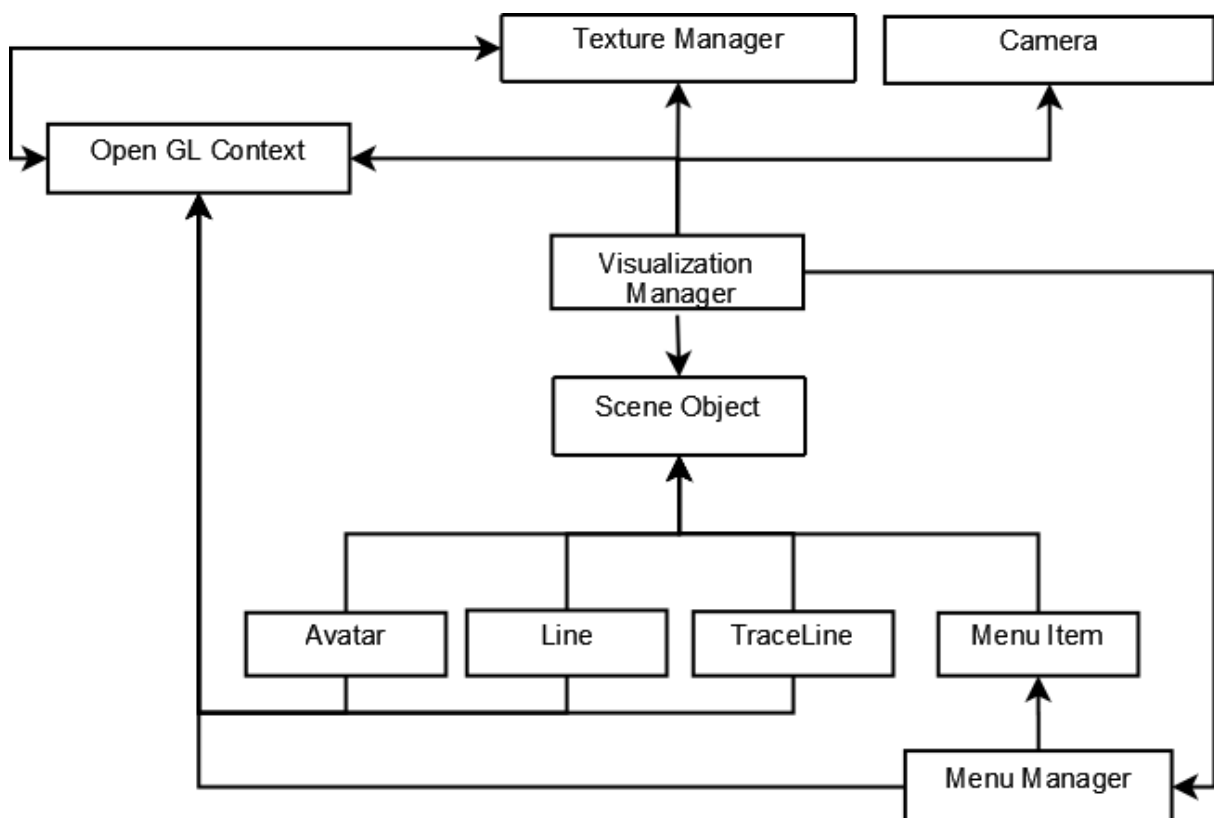 Texture Manager
Camera
Open GL Context
Visualization
Manager
Scene Object
Avatar
Line
TraceLine
Menu Item
Menu Manager